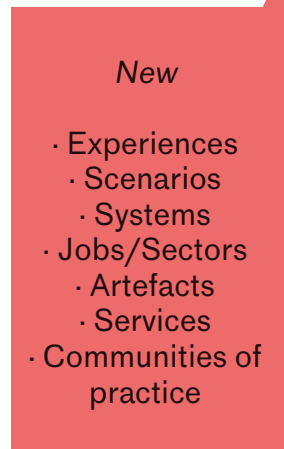 New
· Experiences
· Scenarios
· Systems
· Jobs/Sectors
· Artefacts
· Services
· Communities of
practice